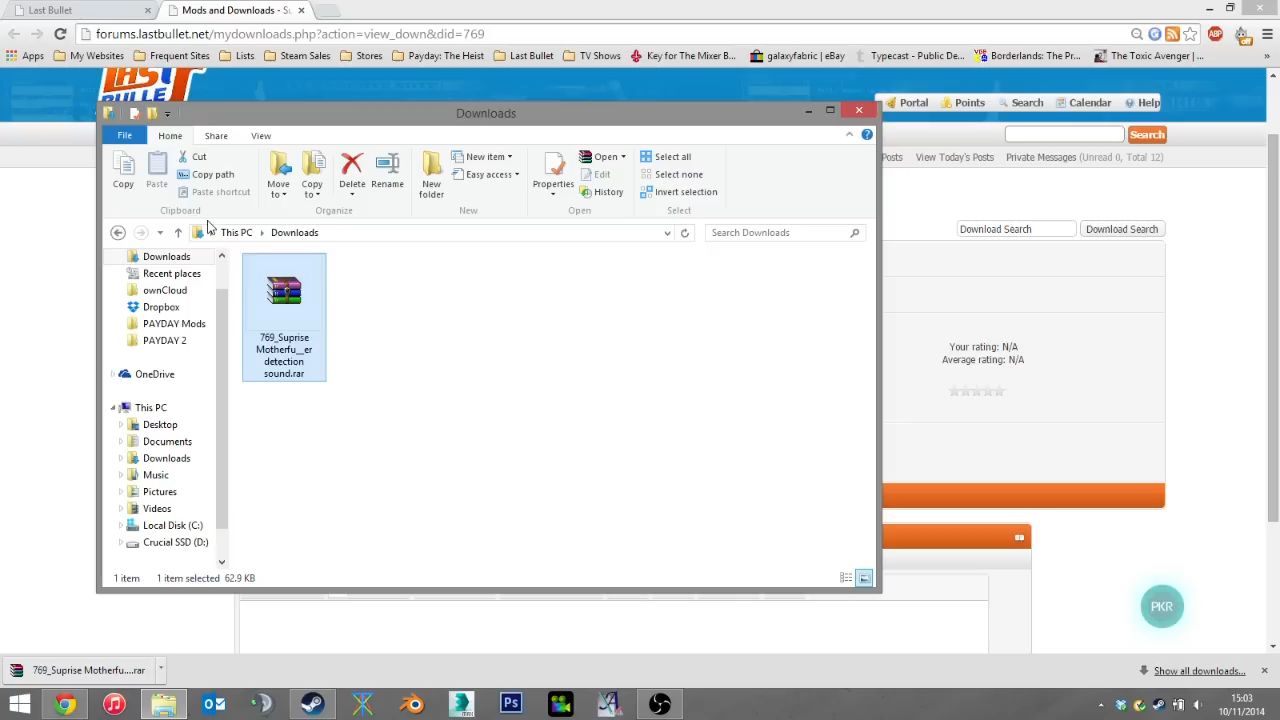 Last Bullet
Mods and Downloads - Su
forums.lastbullet.net/mydownloads.php?action=view_down&did=769
Apps My Websites Frequent Sites Lists Steam Sales Stores Payday: The Heist Last Bullet TV Shows Key for The Mixer B... galaxyfabric | eBay Typecast - Public De... Borderlands: The Pr... The Toxic Avenger |...
LAST
BULLET
Portal Points Search Calendar Help
Search
Posts View Today's Posts Private Messages (Unread 0, Total 12)
Download Search Download Search
Your rating: N/A
Average rating: N/A
Downloads
File Home Share View
Copy Paste Cut
Copy path
Paste shortcut
Move to Copy to Delete Rename
New folder New item
Easy access
Properties Open
Edit
History
Select all
Select none
Invert selection
Clipboard Organize New Open Select
This PC Downloads Search Downloads
Downloads
Recent places
ownCloud
Dropbox
PAYDAY Mods
PAYDAY 2
OneDrive
This PC
Desktop
Documents
Downloads
Music
Pictures
Videos
Local Disk (C:)
Crucial SSD (D:)
769_Suprise
Motherfu__er
detection
sound.rar
1 item 1 item selected 62.9 KB
PKR
769_Suprise Motherfu....rar
Show all downloads...
15:03
10/11/2014